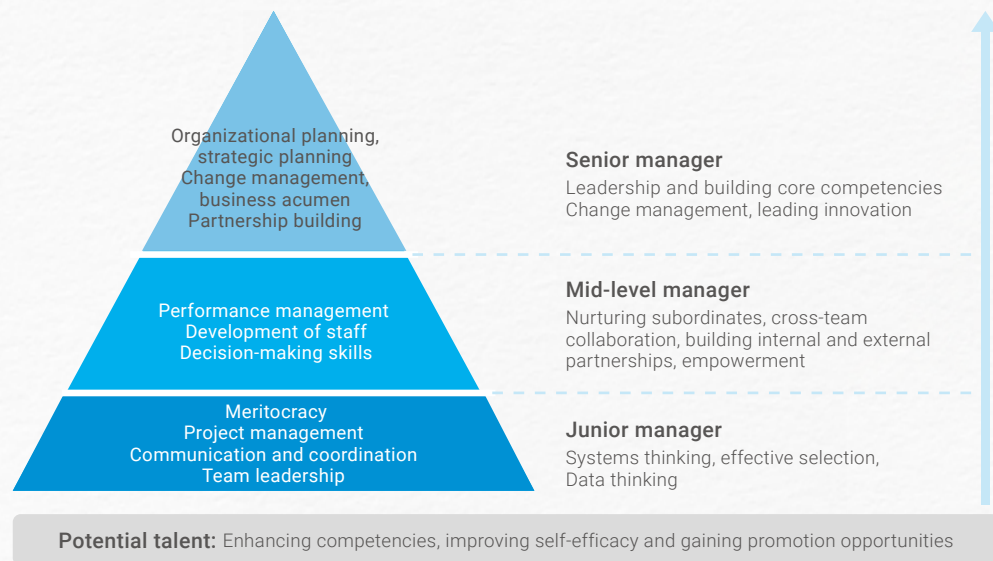 Organizational planning,
strategic planning
Change management,
business acumen
Partnership building
Senior manager
Leadership and building core competencies
Change management, leading innovation
Performance management
Development of staff
Decision-making skills
Mid-level manager
Nurturing subordinates, cross-team
collaboration, building internal and external
partnerships, empowerment
Meritocracy
Project management
Communication and coordination
Team leadership
Junior manager
Systems thinking, effective selection,
Data thinking
Potential talent: Enhancing competencies, improving self-efficacy and gaining promotion opportunities